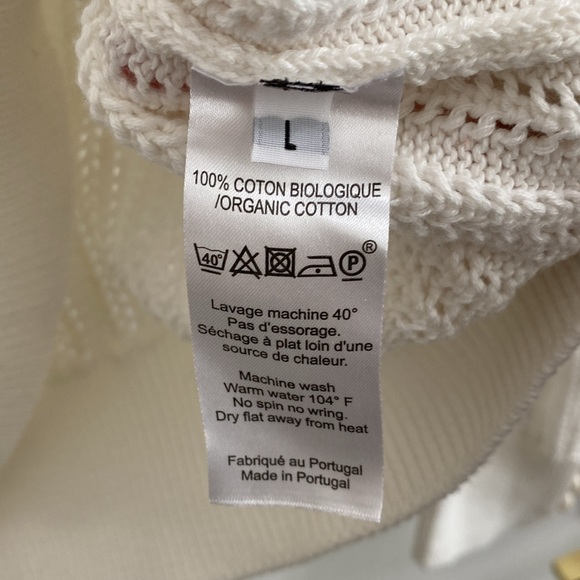 L
100% COTON BIOLOGIQUE
/ORGANIC COTTON
40° P ®
Lavage machine 40°
Pas d'essorage.
Séchage à plat loin d'une
source de chaleur.
Machine wash
Warm water 104° F
No spin no wring.
Dry flat away from heat
Fabriqué au Portugal
Made in Portugal